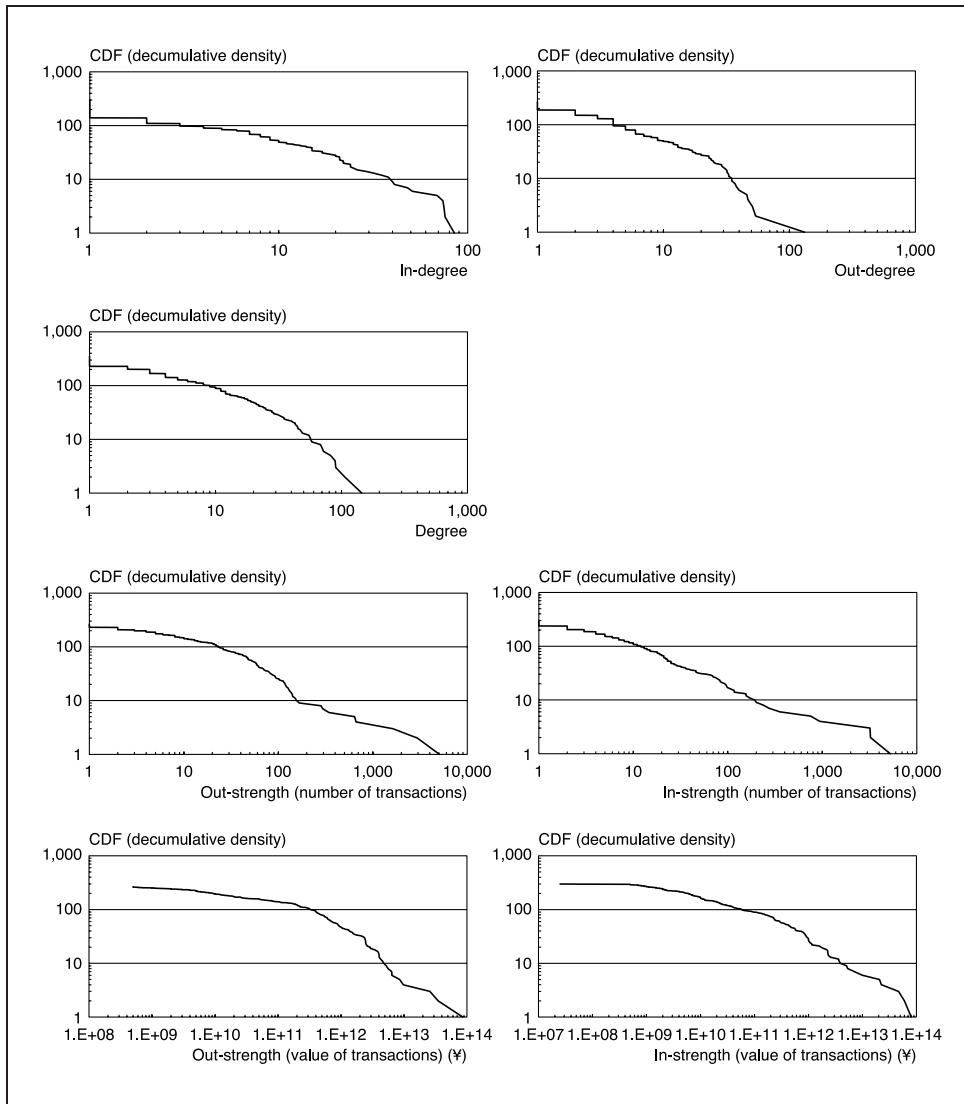 CDF (decumulative density)
1,000
100
10
1
1 10 100
In-degree
CDF (decumulative density)
1,000
100
10
1
1 10 100 1,000
Out-degree
CDF (decumulative density)
1,000
100
10
1
1 10 100 1,000
Degree
CDF (decumulative density)
1,000
100
10
1
1 10 100 1,000 10,000
Out-strength (number of transactions)
CDF (decumulative density)
1,000
100
10
1
1 10 100 1,000 10,000
In-strength (number of transactions)
CDF (decumulative density)
1,000
100
10
1
1.E+08 1.E+09 1.E+10 1.E+11 1.E+12 1.E+13 1.E+14
Out-strength (value of transactions) (¥)
CDF (decumulative density)
1,000
100
10
1
1.E+07 1.E+08 1.E+09 1.E+10 1.E+11 1.E+12 1.E+13 1.E+14
In-strength (value of transactions) (¥)